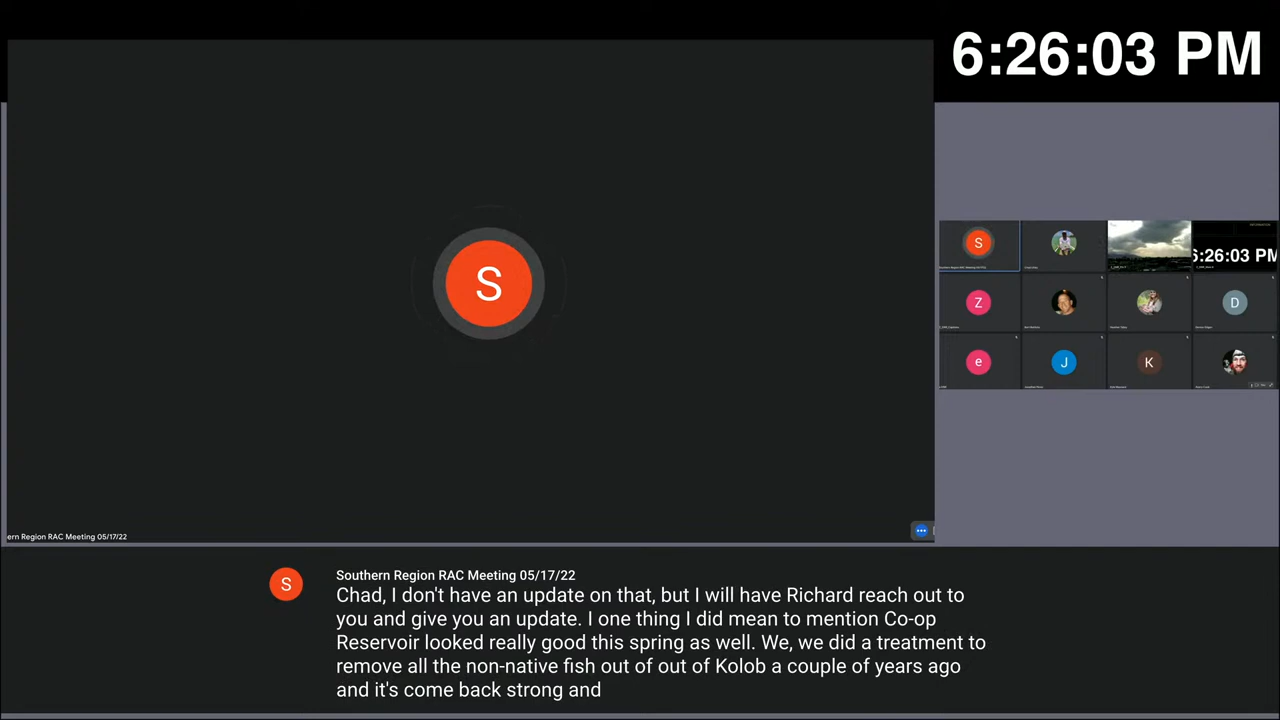 6:26:03 PM
S
S
6:26:03 PM
Z
D
e
J
K
ern Region RAC Meeting 05/17/22
S
Southern Region RAC Meeting 05/17/22
Chad, I don't have an update on that, but I will have Richard reach out to
you and give you an update. I one thing I did mean to mention Co-op
Reservoir looked really good this spring as well. We, we did a treatment to
remove all the non-native fish out of out of Kolob a couple of years ago
and it's come back strong and